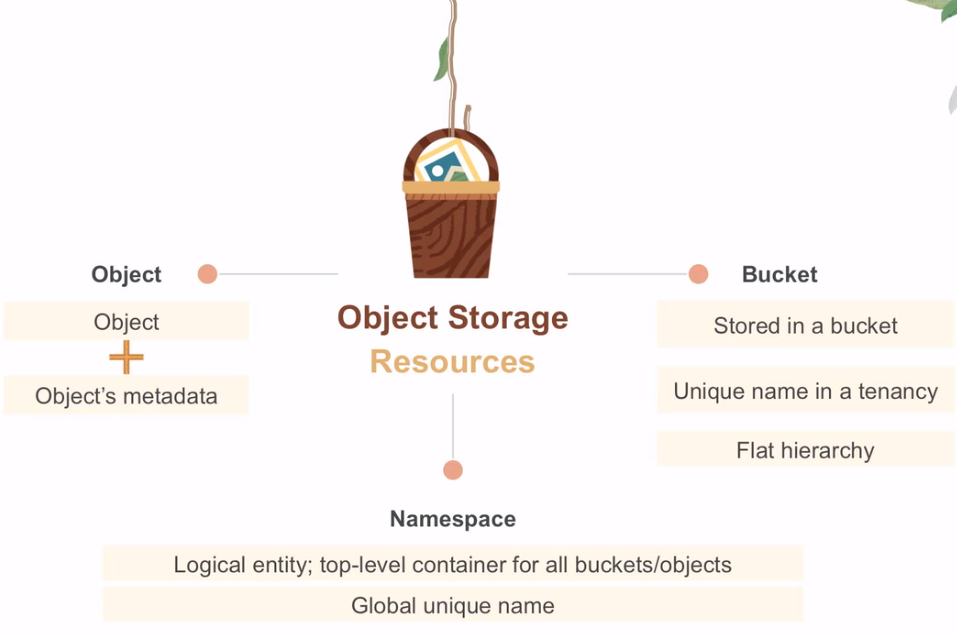 Object
Object
Object’s metadata
Object Storage
Resources
Bucket
Stored in a bucket
Unique name in a tenancy
Flat hierarchy
Namespace
Logical entity; top-level container for all buckets/objects
Global unique name